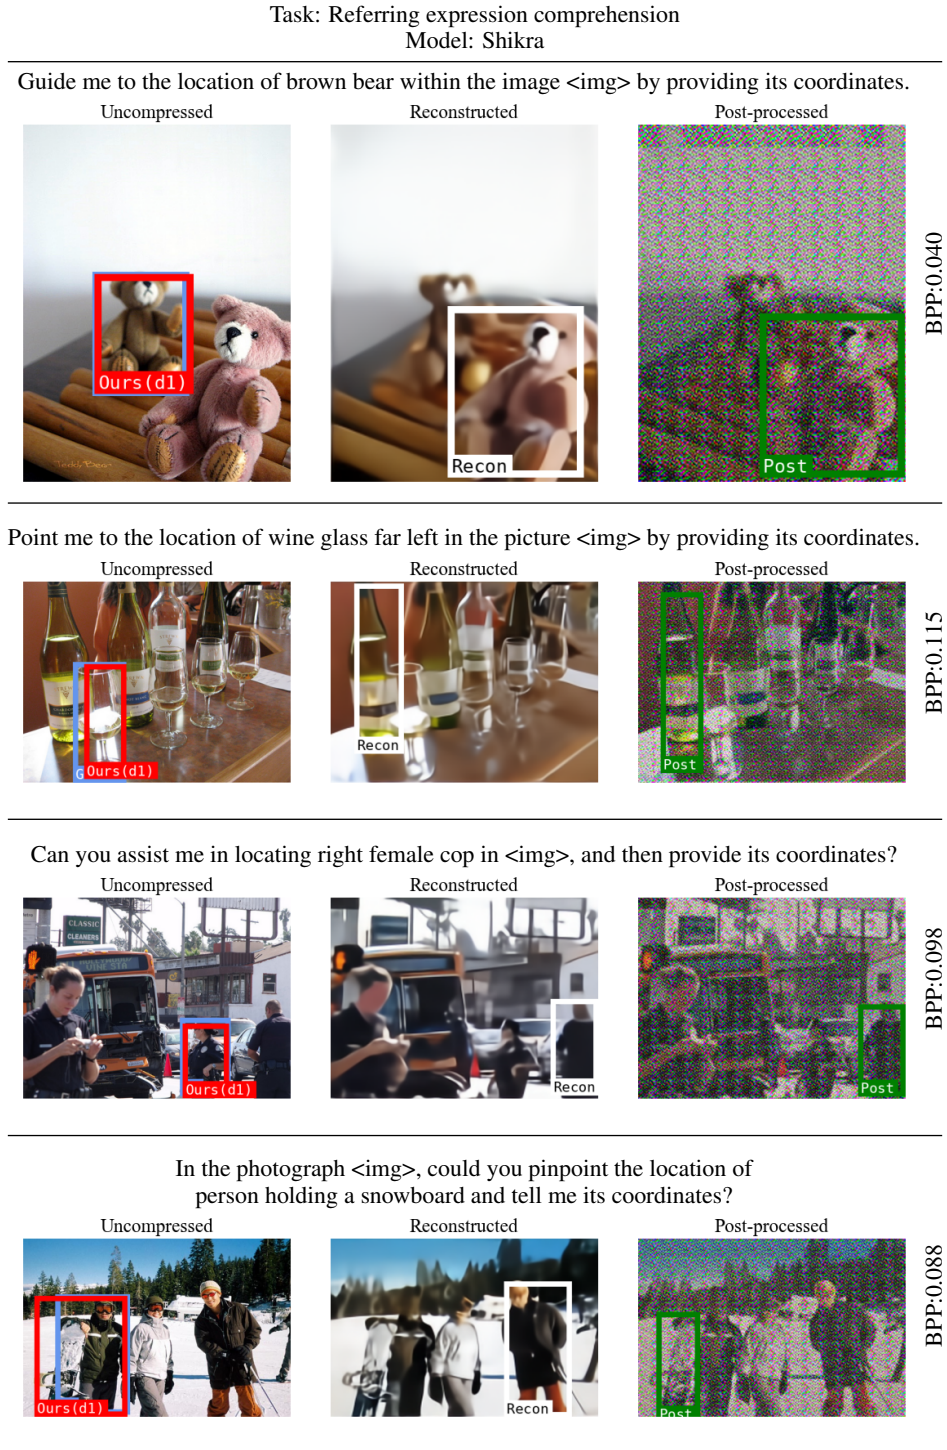 Task: Referring expression comprehension
Model: Shikra
Guide me to the location of brown bear within the image <img> by providing its coordinates.
Uncompressed
Reconstructed
Post-processed
Ours(d1)
Recon
Post
BPP:0.040
Point me to the location of wine glass far left in the picture <img> by providing its coordinates.
Uncompressed
Reconstructed
Post-processed
G
Ours(d1)
Recon
Post
BPP:0.115
Can you assist me in locating right female cop in <img>, and then provide its coordinates?
Uncompressed
Reconstructed
Post-processed
CLASSIC
CLEANERS
Ours(d1)
Recon
Post
BPP:0.098
In the photograph <img>, could you pinpoint the location of
person holding a snowboard and tell me its coordinates?
Uncompressed
Reconstructed
Post-processed
Ours(d1)
Recon
Post
BPP:0.088